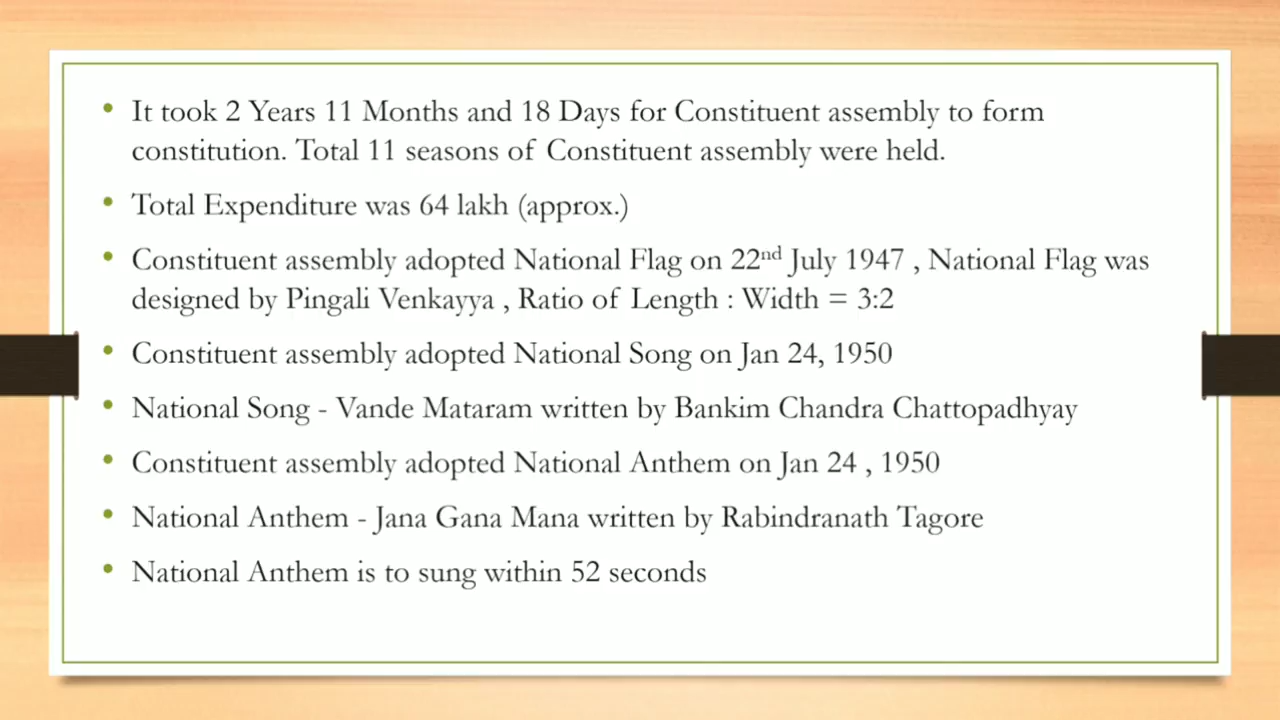 • It took 2 Years 11 Months and 18 Days for Constituent assembly to form
constitution. Total 11 seasons of Constituent assembly were held.
• Total Expenditure was 64 lakh (approx.)
• Constituent assembly adopted National Flag on 22nd July 1947 , National Flag was
designed by Pingali Venkayya , Ratio of Length : Width = 3:2
• Constituent assembly adopted National Song on Jan 24, 1950
• National Song - Vande Mataram written by Bankim Chandra Chattopadhyay
• Constituent assembly adopted National Anthem on Jan 24 , 1950
• National Anthem - Jana Gana Mana written by Rabindranath Tagore
• National Anthem is to sung within 52 seconds